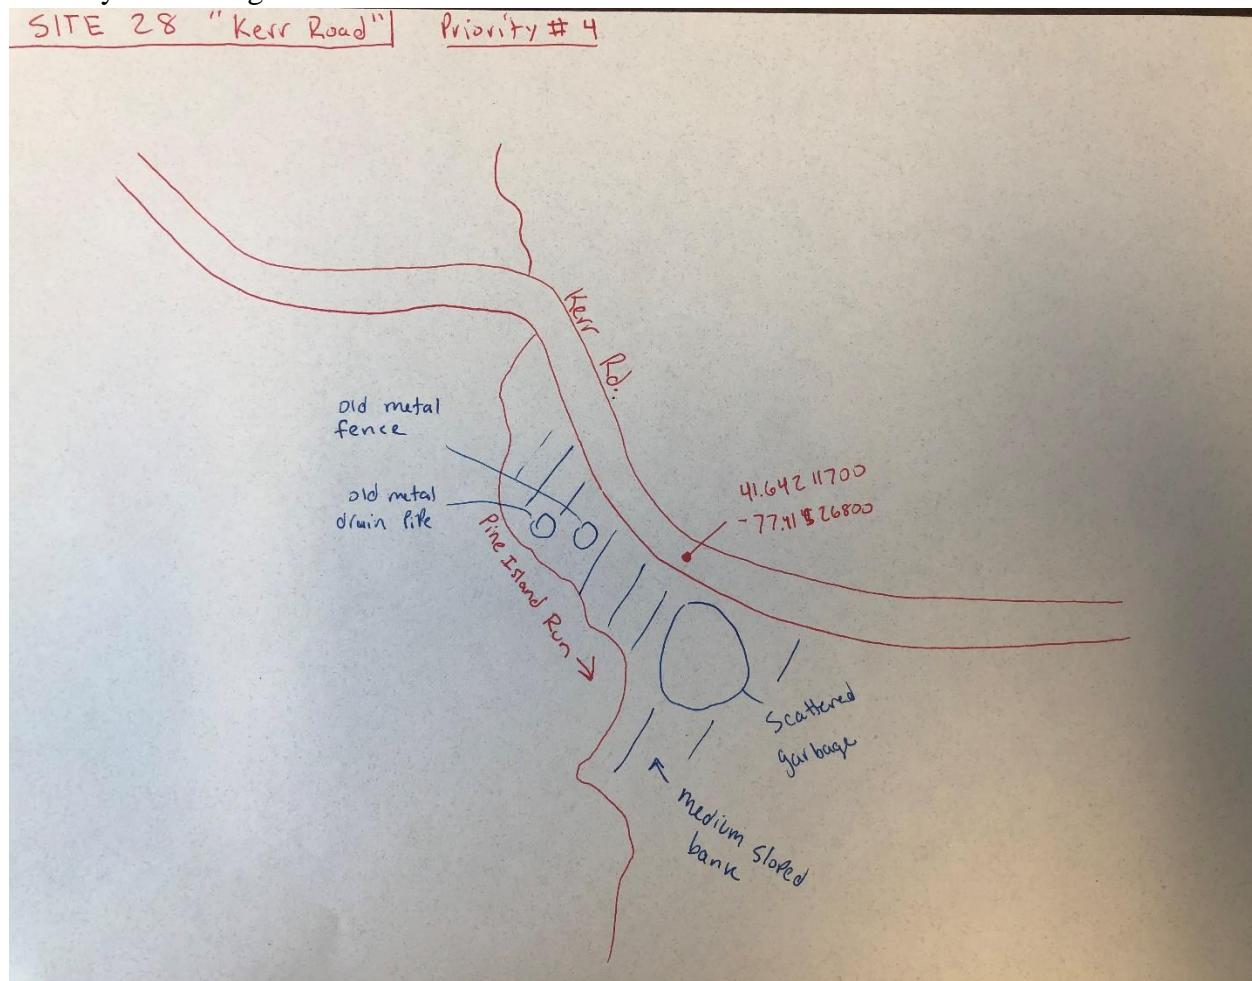 SITE 28 "Kerr Road" Priority # 4
Kerr Rd.
old metal
fence
old metal
drain PiPe
41.64211700
Pine Island Run
Scattered
garbage
medium sloped
bank